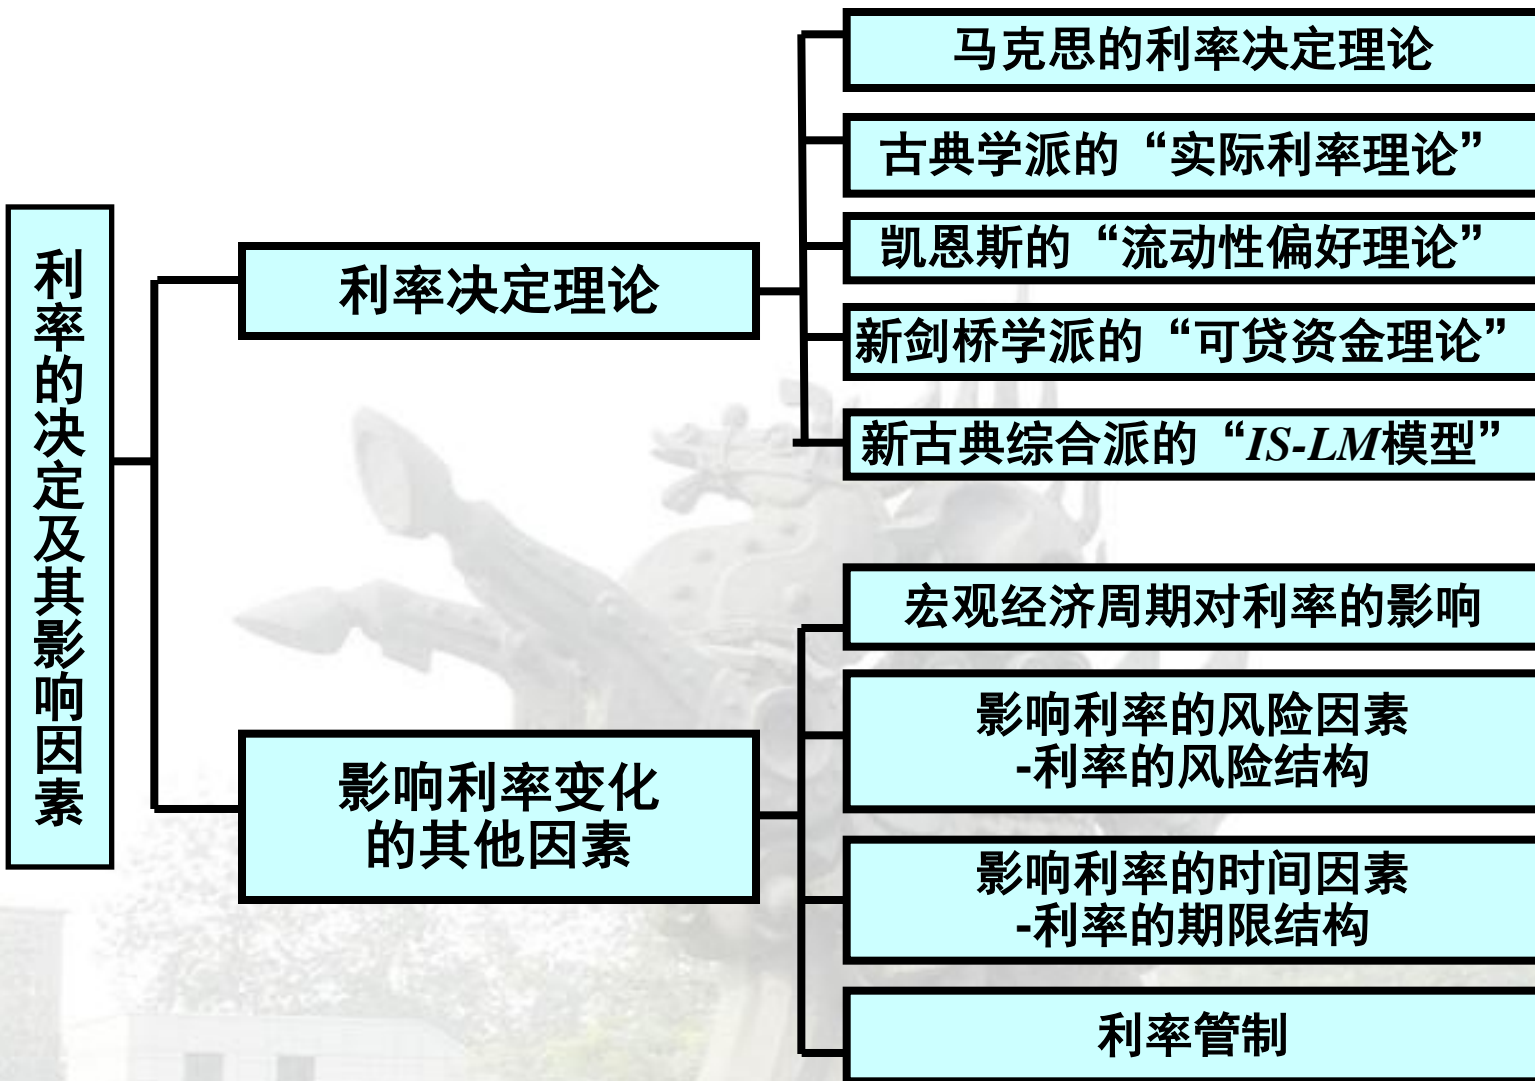 利率的决定及其影响因素
利率决定理论
马克思的利率决定理论
古典学派的“实际利率理论”
凯恩斯的“流动性偏好理论”
新剑桥学派的“可贷资金理论”
新古典综合派的“IS-LM模型”
影响利率变化
的其他因素
宏观经济周期对利率的影响
影响利率的风险因素
-利率的风险结构
影响利率的时间因素
-利率的期限结构
利率管制